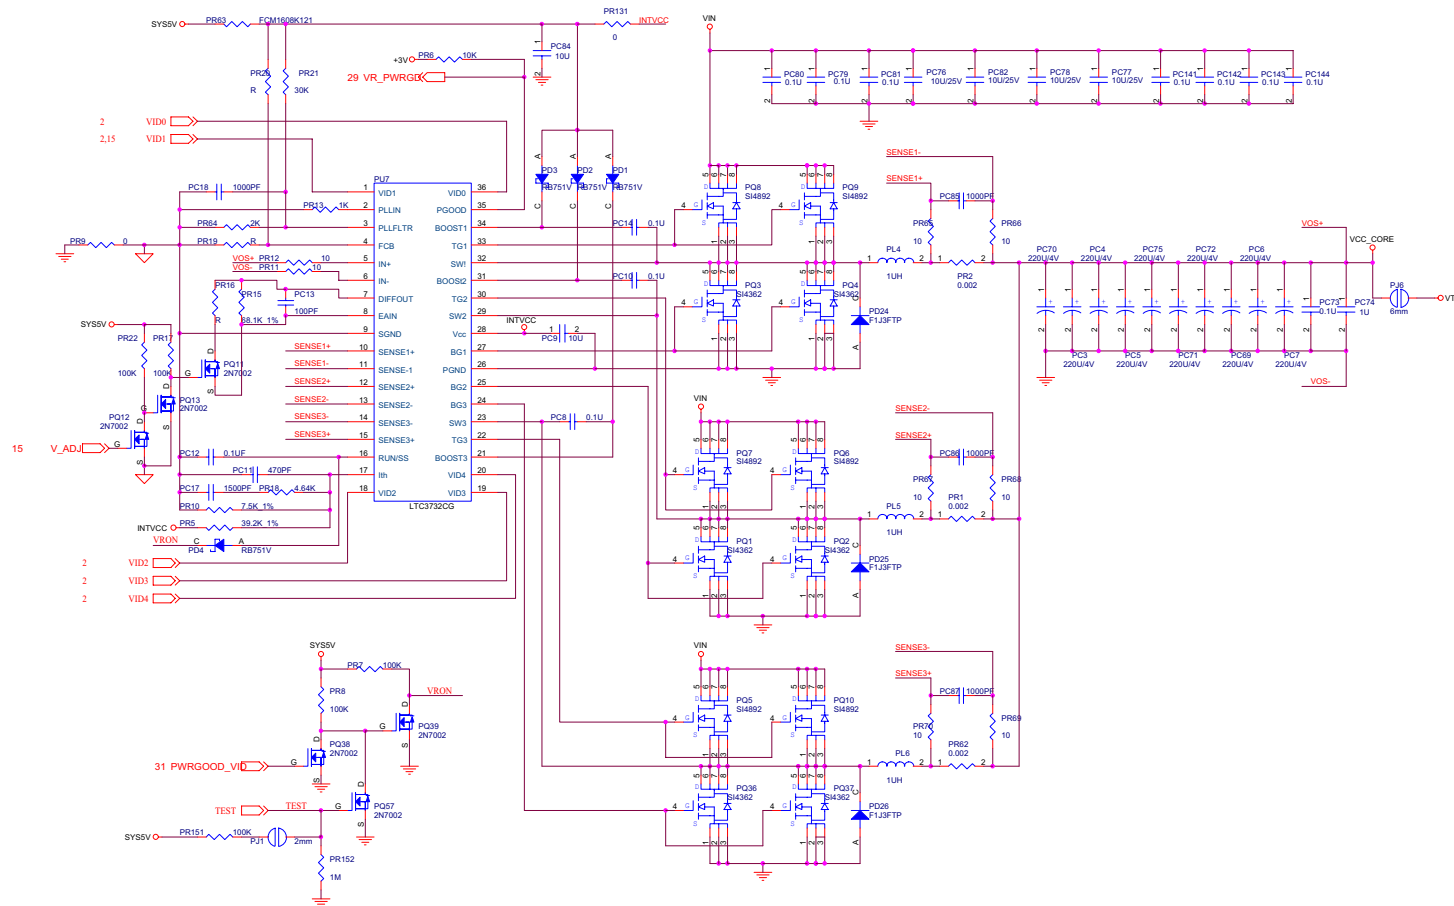 SYS5V
PR63
FCM1608K121
PR131
0
INTVCC
VIN
PC84
10U
+3V
PR6
10K
29 VR_PWRGD
PR20
R
PR21
30K
PC80
0.1U
PC79
0.1U
PC81
0.1U
PC76
10U/25V
PC82
10U/25V
PC78
10U/25V
PC77
10U/25V
PC141
0.1U
PC142
0.1U
PC143
0.1U
PC144
0.1U
2 VID0
2,15 VID1
PD3
RB751V
PD2
RB751V
PD1
RB751V
PU7
1 VID1
2 PLLIN
3 PLLFLTR
4 FCB
5 IN+
6 IN-
7 DIFFOUT
8 EAIN
9 SGND
10 SENSE1+
11 SENSE-1
12 SENSE2+
13 SENSE2-
14 SENSE3-
15 SENSE3+
16 RUN/SS
17 Ith
18 VID2
VID0 36
PGOOD 35
BOOST1 34
TG1 33
SW! 32
BOOSt2 31
TG2 30
SW2 29
Vcc 28
BG1 27
PGND 26
BG2 25
BG3 24
SW3 23
TG3 22
BOOST3 21
VID4 20
VID3 19
LTC3732CG
PC18
1000PF
PR13
1K
PR64
2K
PR9
0
PR19
R
VOS+
PR12
10
VOS-
PR11
10
PR16
R
PR15
68.1K 1%
PC13
100PF
SYS5V
PR22
100K
PR17
100K
PQ11
2N7002
PQ13
2N7002
PQ12
2N7002
15 V_ADJ
SENSE1+
SENSE1-
SENSE2+
SENSE2-
SENSE3-
SENSE3+
PC12
0.1UF
PC11
470PF
PC17
1500PF
PR18
4.64K
PR10
7.5K_1%
INTVCC
PR5
39.2K 1%
VRON
PD4
RB751V
2 VID2
2 VID3
2 VID4
PC14
0.1U
PC10
0.1U
INTVCC
PC9
10U
PC8
0.1U
PQ8
SI4892
PQ9
SI4892
PQ3
SI4362
PQ4
SI4362
PD24
F1J3FTP
SENSE1-
SENSE1+
PC85
1000PF
PR65
10
PR66
10
PL4
1UH
PR2
0.002
PC70
220U/4V
PC4
220U/4V
PC75
220U/4V
PC72
220U/4V
PC6
220U/4V
PC3
220U/4V
PC5
220U/4V
PC71
220U/4V
PC69
220U/4V
PC7
220U/4V
PC73
0.1U
PC74
1U
VOS+
VCC_CORE
PJ6
6mm
VT
VOS-
VIN
PQ7
SI4892
PQ6
SI4892
PQ1
SI4362
PQ2
SI4362
PD25
F1J3FTP
SENSE2-
SENSE2+
PC86
1000PF
PR67
10
PR68
10
PL5
1UH
PR1
0.002
VIN
PQ5
SI4892
PQ10
SI4892
PQ36
SI4362
PQ37
SI4362
PD26
F1J3FTP
SENSE3-
SENSE3+
PC87
1000PF
PR70
10
PR69
10
PL6
1UH
PR62
0.002
SYS5V
PR7
100K
PR8
100K
VRON
PQ39
2N7002
PQ38
2N7002
31 PWRGOOD_VID
PQ57
2N7002
TEST
TEST
SYS5V
PR151
100K
PJ1
2mm
PR152
1M